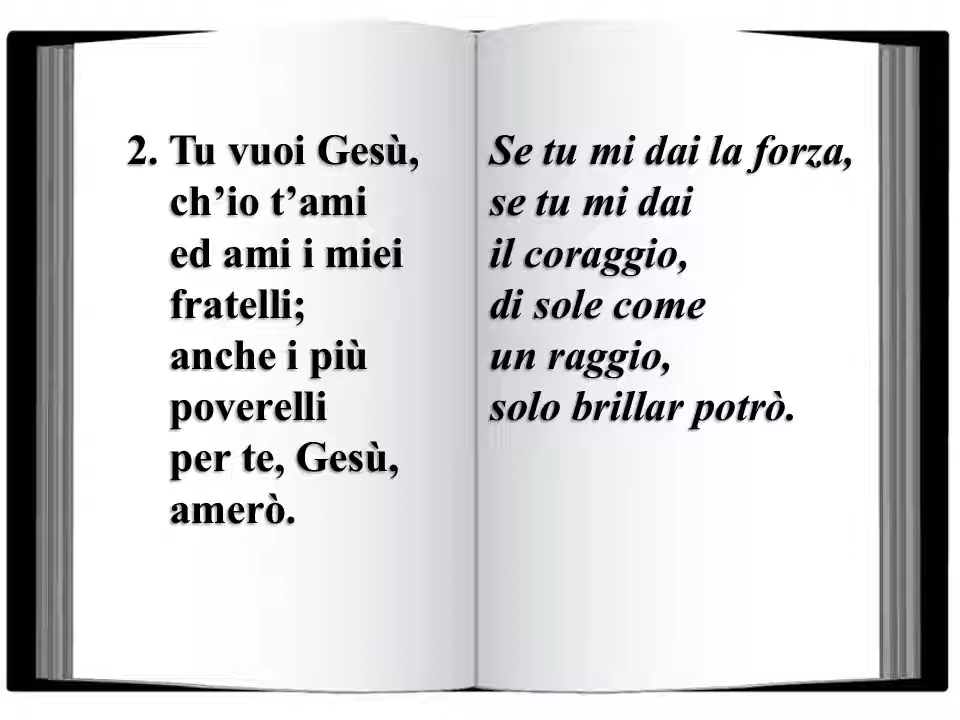 2. Tu vuoi Gesù,
ch’io t’ami
ed ami i miei
fratelli;
anche i più
poverelli
per te, Gesù,
amerò.
Se tu mi dai la forza,
se tu mi dai
il coraggio,
di sole come
un raggio,
solo brillar potrò.